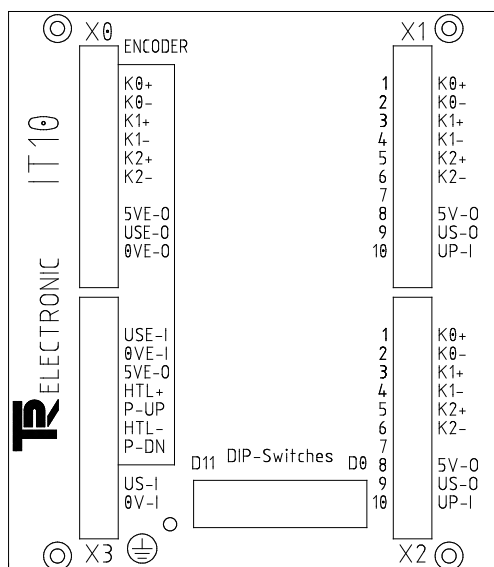 X0
ENCODER
K0+
K0-
K1+
K1-
K2+
K2-
5VE-O
USE-O
0VE-O
IT10
TR ELECTRONIC
USE-I
0VE-I
5VE-O
HTL+
P-UP
HTL-
P-DN
US-I
0V-I
X3
D11 DIP-Switches D0
X1
1 K0+
2 K0-
3 K1+
4 K1-
5 K2+
6 K2-
7
8 5V-O
9 US-O
10 UP-I
1 K0+
2 K0-
3 K1+
4 K1-
5 K2+
6 K2-
7
8 5V-O
9 US-O
10 UP-I
X2